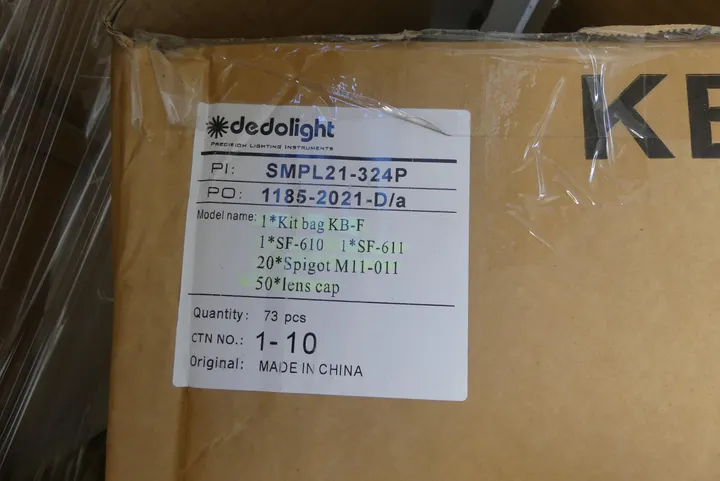 dedolight
PRECISION LIGHTING INSTRUMENTS
PI: SMPL21-324P
PO: 1185-2021-D/a
Model name: 1*Kit bag KB-F
1*SF-610 1*SF-611
20*Spigot M11-011
50*lens cap
Quantity: 73 pcs
CTN NO.: 1-10
Original: MADE IN CHINA